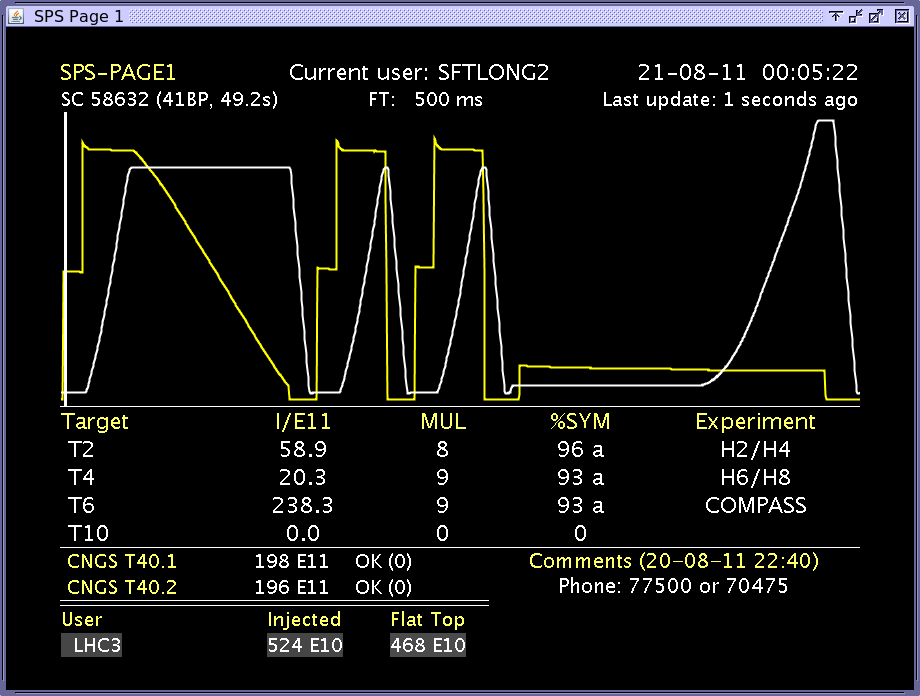 SPS Page 1
SPS-PAGE1 Current user: SFTLONG2 21-08-11 00:05:22
SC 58632 (41BP, 49.2s) FT: 500 ms Last update: 1 seconds ago
Target I/E11 MUL %SYM Experiment
T2 58.9 8 96 a H2/H4
T4 20.3 9 93 a H6/H8
T6 238.3 9 93 a COMPASS
T10 0.0 0 0
CNGS T40.1 198 E11 OK (0) Comments (20-08-11 22:40)
CNGS T40.2 196 E11 OK (0) Phone: 77500 or 70475
User Injected Flat Top
LHC3 524 E10 468 E10